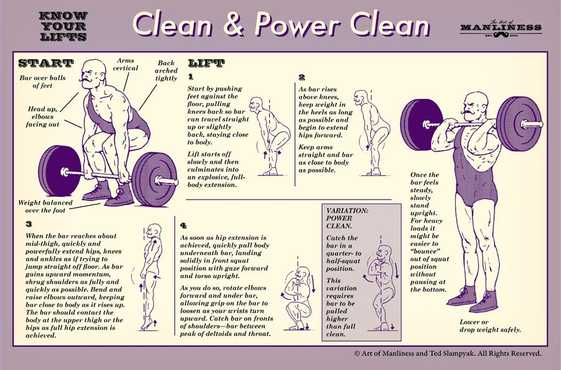 KNOW
YOUR
LIFTS
Clean & Power Clean
The Art of
MANLINESS
START
Bar over balls
of feet
Arms
vertical
Back
arched
tightly
Head up,
elbows
facing out
Weight balanced
over the foot
LIFT
1
Start by pushing
feet against the
floor, pulling
knees back so bar
can travel straight
up or slightly
back, staying close
to body.
Lift starts off
slowly and then
culminates into
an explosive, full-
body extension.
2
As bar rises
above knees,
keep weight in
the heels as long
as possible and
begin to extend
hips forward.
Keep arms
straight and bar
as close to body
as possible.
3
When the bar reaches about
mid-thigh, quickly and
powerfully extend hips, knees
and ankles as if trying to
jump straight off floor. As bar
gains upward momentum,
shrug shoulders as fully and
quickly as possible. Bend and
raise elbows outward, keeping
bar close to body as it rises up.
The bar should contact the
body at the upper thigh or the
hips as full hip extension is
achieved.
4
As soon as hip extension is
achieved, quickly pull body
underneath bar, landing
solidly in front squat
position with gaze forward
and torso upright.
As you do so, rotate elbows
forward and under bar,
allowing grip on the bar to
loosen as your wrists turn
upward. Catch bar on fronts
of shoulders—bar between
peak of deltoids and throat.
VARIATION:
POWER
CLEAN.
Catch the
bar in a
quarter- to
half-squat
position.
This
variation
requires
bar to be
pulled
higher
than full
clean.
Once the
bar feels
steady,
slowly
stand
upright.
For heavy
loads it
might be
easier to
"bounce"
out of squat
position
without
pausing at
the bottom.
Lower or
drop weight safely.
© Art of Manliness and Ted Slampyak. All Rights Reserved.